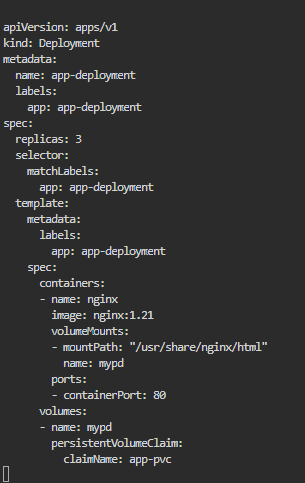 apiVersion: apps/v1
kind: Deployment
metadata:
  name: app-deployment
  labels:
    app: app-deployment
spec:
  replicas: 3
  selector:
    matchLabels:
      app: app-deployment
  template:
    metadata:
      labels:
        app: app-deployment
    spec:
      containers:
      - name: nginx
        image: nginx:1.21
        volumeMounts:
        - mountPath: "/usr/share/nginx/html"
          name: mypd
        ports:
        - containerPort: 80
      volumes:
      - name: mypd
        persistentVolumeClaim:
          claimName: app-pvc